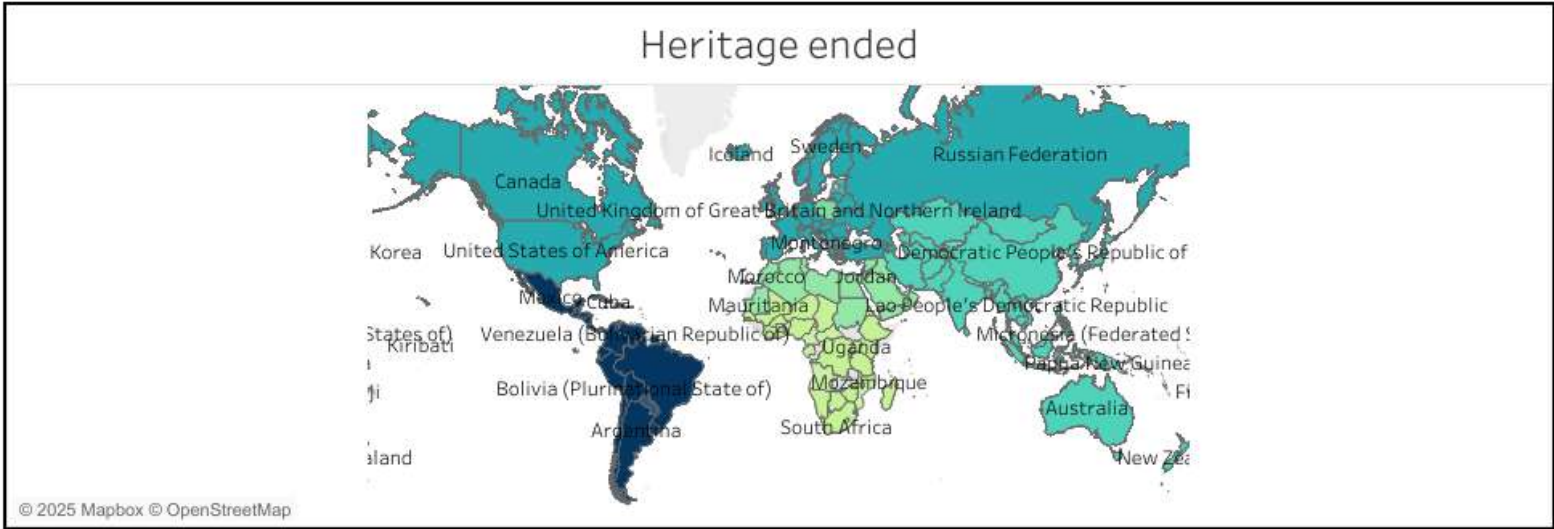 Heritage ended
Iceland
Sweden
Russian Federation
Canada
United Kingdom of Great Britain and Northern Ireland
Montenegro
Korea
United States of America
Democratic People's Republic of
Morocco
Jordan
Mexico
Cuba
Mauritania
Lao People's Democratic Republic
States of)
Venezuela (Bolivarian Republic of)
Micronesia (Federated S
Kiribati
Uganda
Papua New Guinea
Bolivia (Plurinational State of)
Mozambique
Australia
Argentina
South Africa
aland
New Zea
© 2025 Mapbox © OpenStreetMap